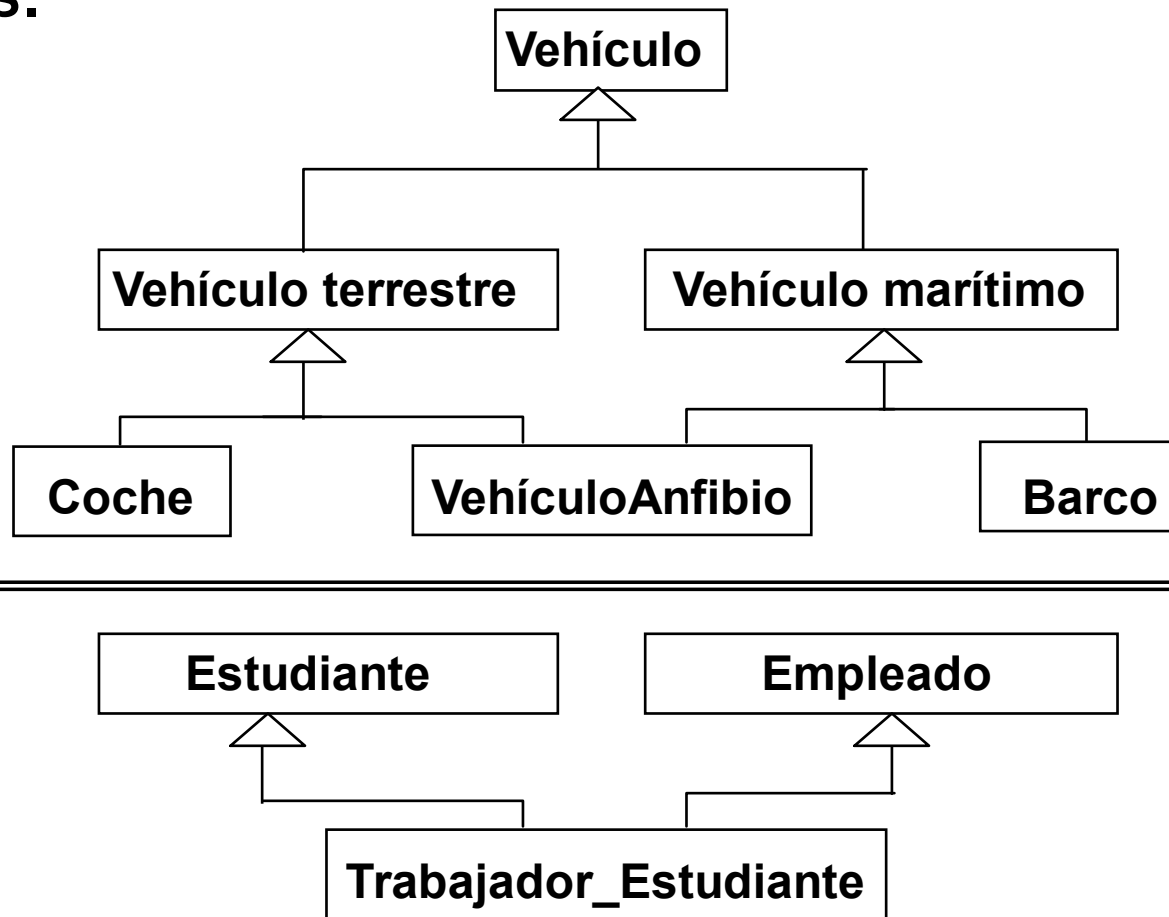 s.
Vehículo
Vehículo terrestre
Vehículo marítimo
Coche
VehículoAnfibio
Barco
Estudiante
Empleado
Trabajador_Estudiante